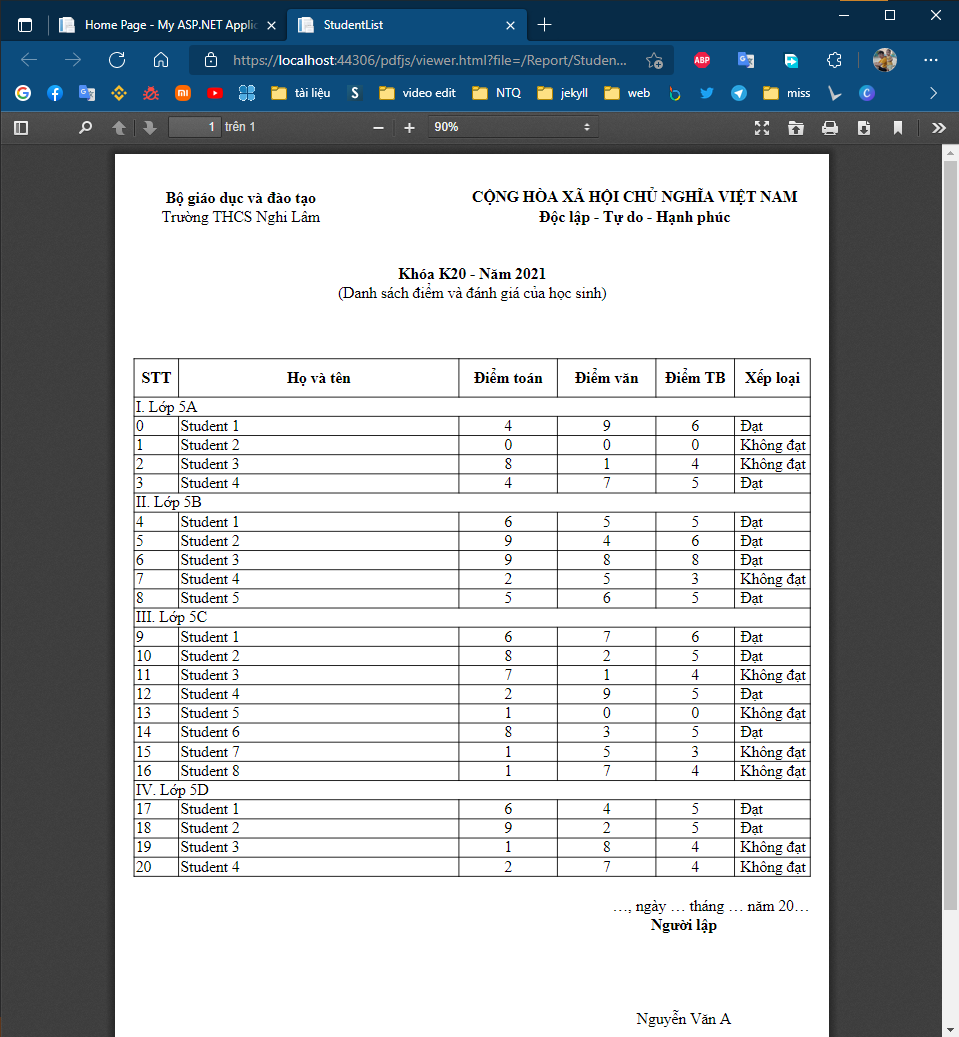 Home Page - My ASP.NET Applic
StudentList
https://localhost:44306/pdfjs/viewer.html?file=/Report/Studen...
ABP
tài liệu
S
video edit
NTQ
jekyll
web
miss
1 trên 1
90%
Bộ giáo dục và đào tạo
CỘNG HÒA XÃ HỘI CHỦ NGHĨA VIỆT NAM
Trường THCS Nghi Lâm
Độc lập - Tự do - Hạnh phúc
Khóa K20 - Năm 2021
(Danh sách điểm và đánh giá của học sinh)
STT Họ và tên Điểm toán Điểm văn Điểm TB Xếp loại
I. Lớp 5A
0 Student 1 4 9 6 Đạt
1 Student 2 0 0 0 Không đạt
2 Student 3 8 1 4 Không đạt
3 Student 4 4 7 5 Đạt
II. Lớp 5B
4 Student 1 6 5 5 Đạt
5 Student 2 9 4 6 Đạt
6 Student 3 9 8 8 Đạt
7 Student 4 2 5 3 Không đạt
8 Student 5 5 6 5 Đạt
III. Lớp 5C
9 Student 1 6 7 6 Đạt
10 Student 2 8 2 5 Đạt
11 Student 3 7 1 4 Không đạt
12 Student 4 2 9 5 Đạt
13 Student 5 1 0 0 Không đạt
14 Student 6 8 3 5 Đạt
15 Student 7 1 5 3 Không đạt
16 Student 8 1 7 4 Không đạt
IV. Lớp 5D
17 Student 1 6 4 5 Đạt
18 Student 2 9 2 5 Đạt
19 Student 3 1 8 4 Không đạt
20 Student 4 2 7 4 Không đạt
…, ngày … tháng … năm 20…
Người lập
Nguyễn Văn A